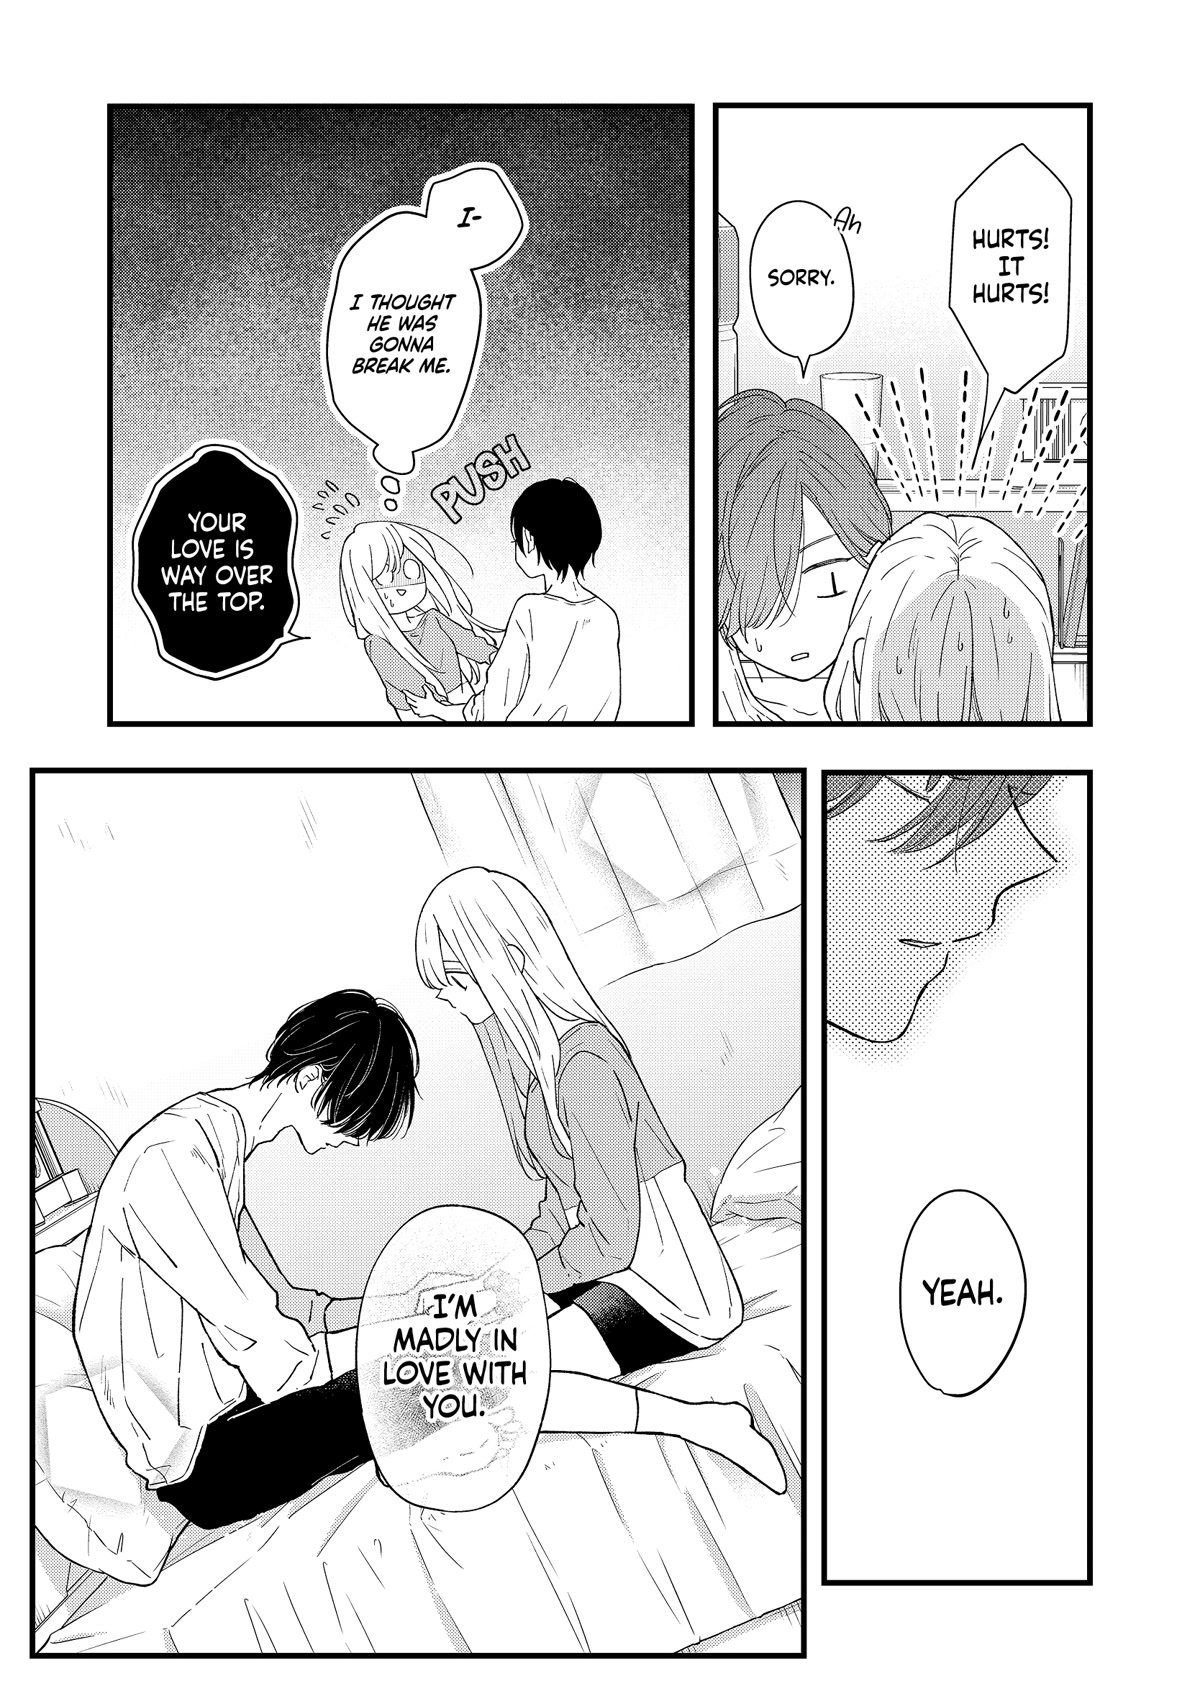 HURTS!
IT
HURTS!
Ah
SORRY.
I-
I THOUGHT
HE WAS
GONNA
BREAK ME.
PUSH
YOUR
LOVE IS
WAY OVER
THE TOP.
YEAH.
I'M
MADLY IN
LOVE WITH
YOU.